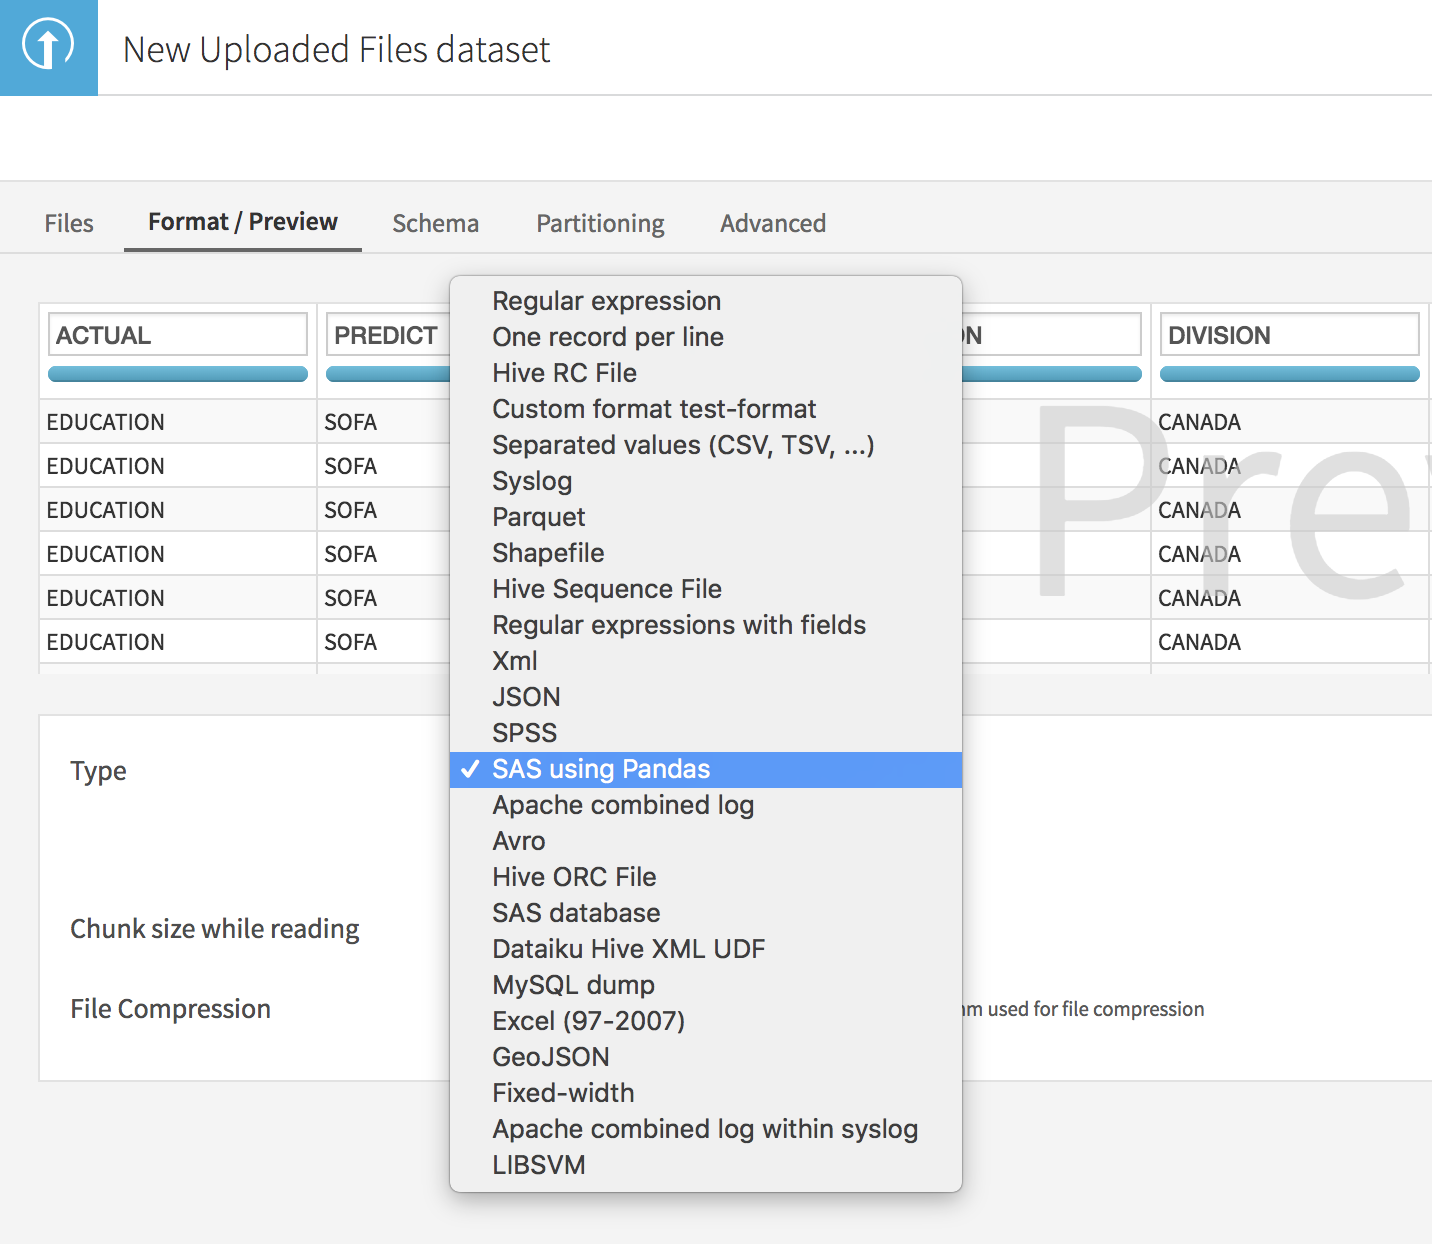 New Uploaded Files dataset
Files Format / Preview Schema Partitioning Advanced
ACTUAL PREDICT DIVISION
EDUCATION SOFA CANADA
EDUCATION SOFA CANADA
EDUCATION SOFA CANADA
EDUCATION SOFA CANADA
EDUCATION SOFA CANADA
EDUCATION SOFA CANADA
Regular expression
One record per line
Hive RC File
Custom format test-format
Separated values (CSV, TSV, ...)
Syslog
Parquet
Shapefile
Hive Sequence File
Regular expressions with fields
Xml
JSON
SPSS
✓ SAS using Pandas
Apache combined log
Avro
Hive ORC File
SAS database
Dataiku Hive XML UDF
MySQL dump
Excel (97-2007)
GeoJSON
Fixed-width
Apache combined log within syslog
LIBSVM
Type
Chunk size while reading
File Compression
used for file compression